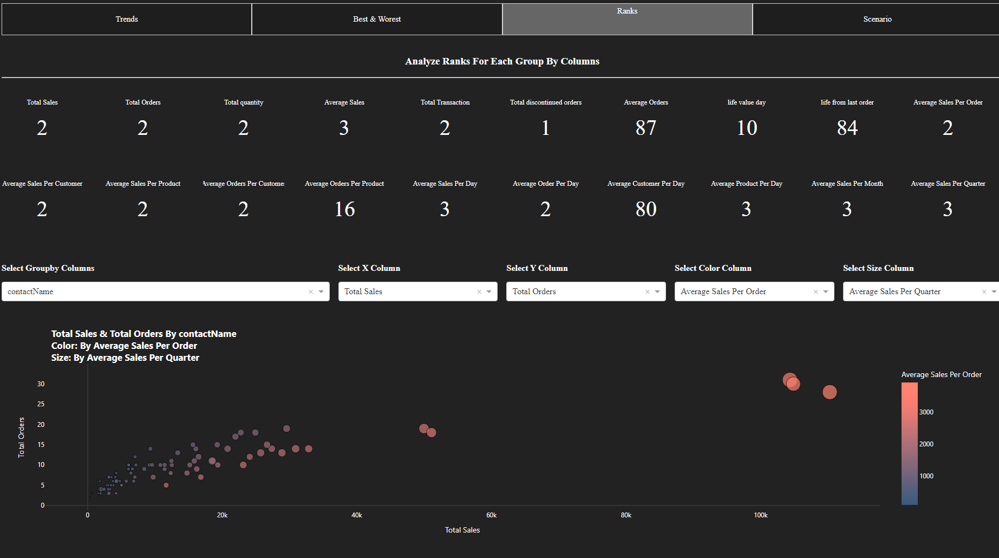 Trends
Best & Worest
Ranks
Scenario
Analyze Ranks For Each Group By Columns
Total Sales
Total Orders
Total quantity
Average Sales
Total Transaction
Total discontinued orders
Average Orders
life value day
life from last order
Average Sales Per Order
2
2
2
3
2
1
87
10
84
2
Average Sales Per Customer
Average Sales Per Product
Average Orders Per Custome
Average Orders Per Product
Average Sales Per Day
Average Order Per Day
Average Customer Per Day
Average Product Per Day
Average Sales Per Month
Average Sales Per Quarter
2
2
2
16
3
2
80
3
3
3
Select Groupby Columns
Select X Column
Select Y Column
Select Color Column
Select Size Column
contactName
Total Sales
Total Orders
Average Sales Per Order
Average Sales Per Quarter
Total Sales & Total Orders By contactName
Color: By Average Sales Per Order
Size: By Average Sales Per Quarter
Average Sales Per Order
3000
2000
1000
Total Orders
30
25
20
15
10
5
0
0
20k
40k
60k
80k
100k
Total Sales